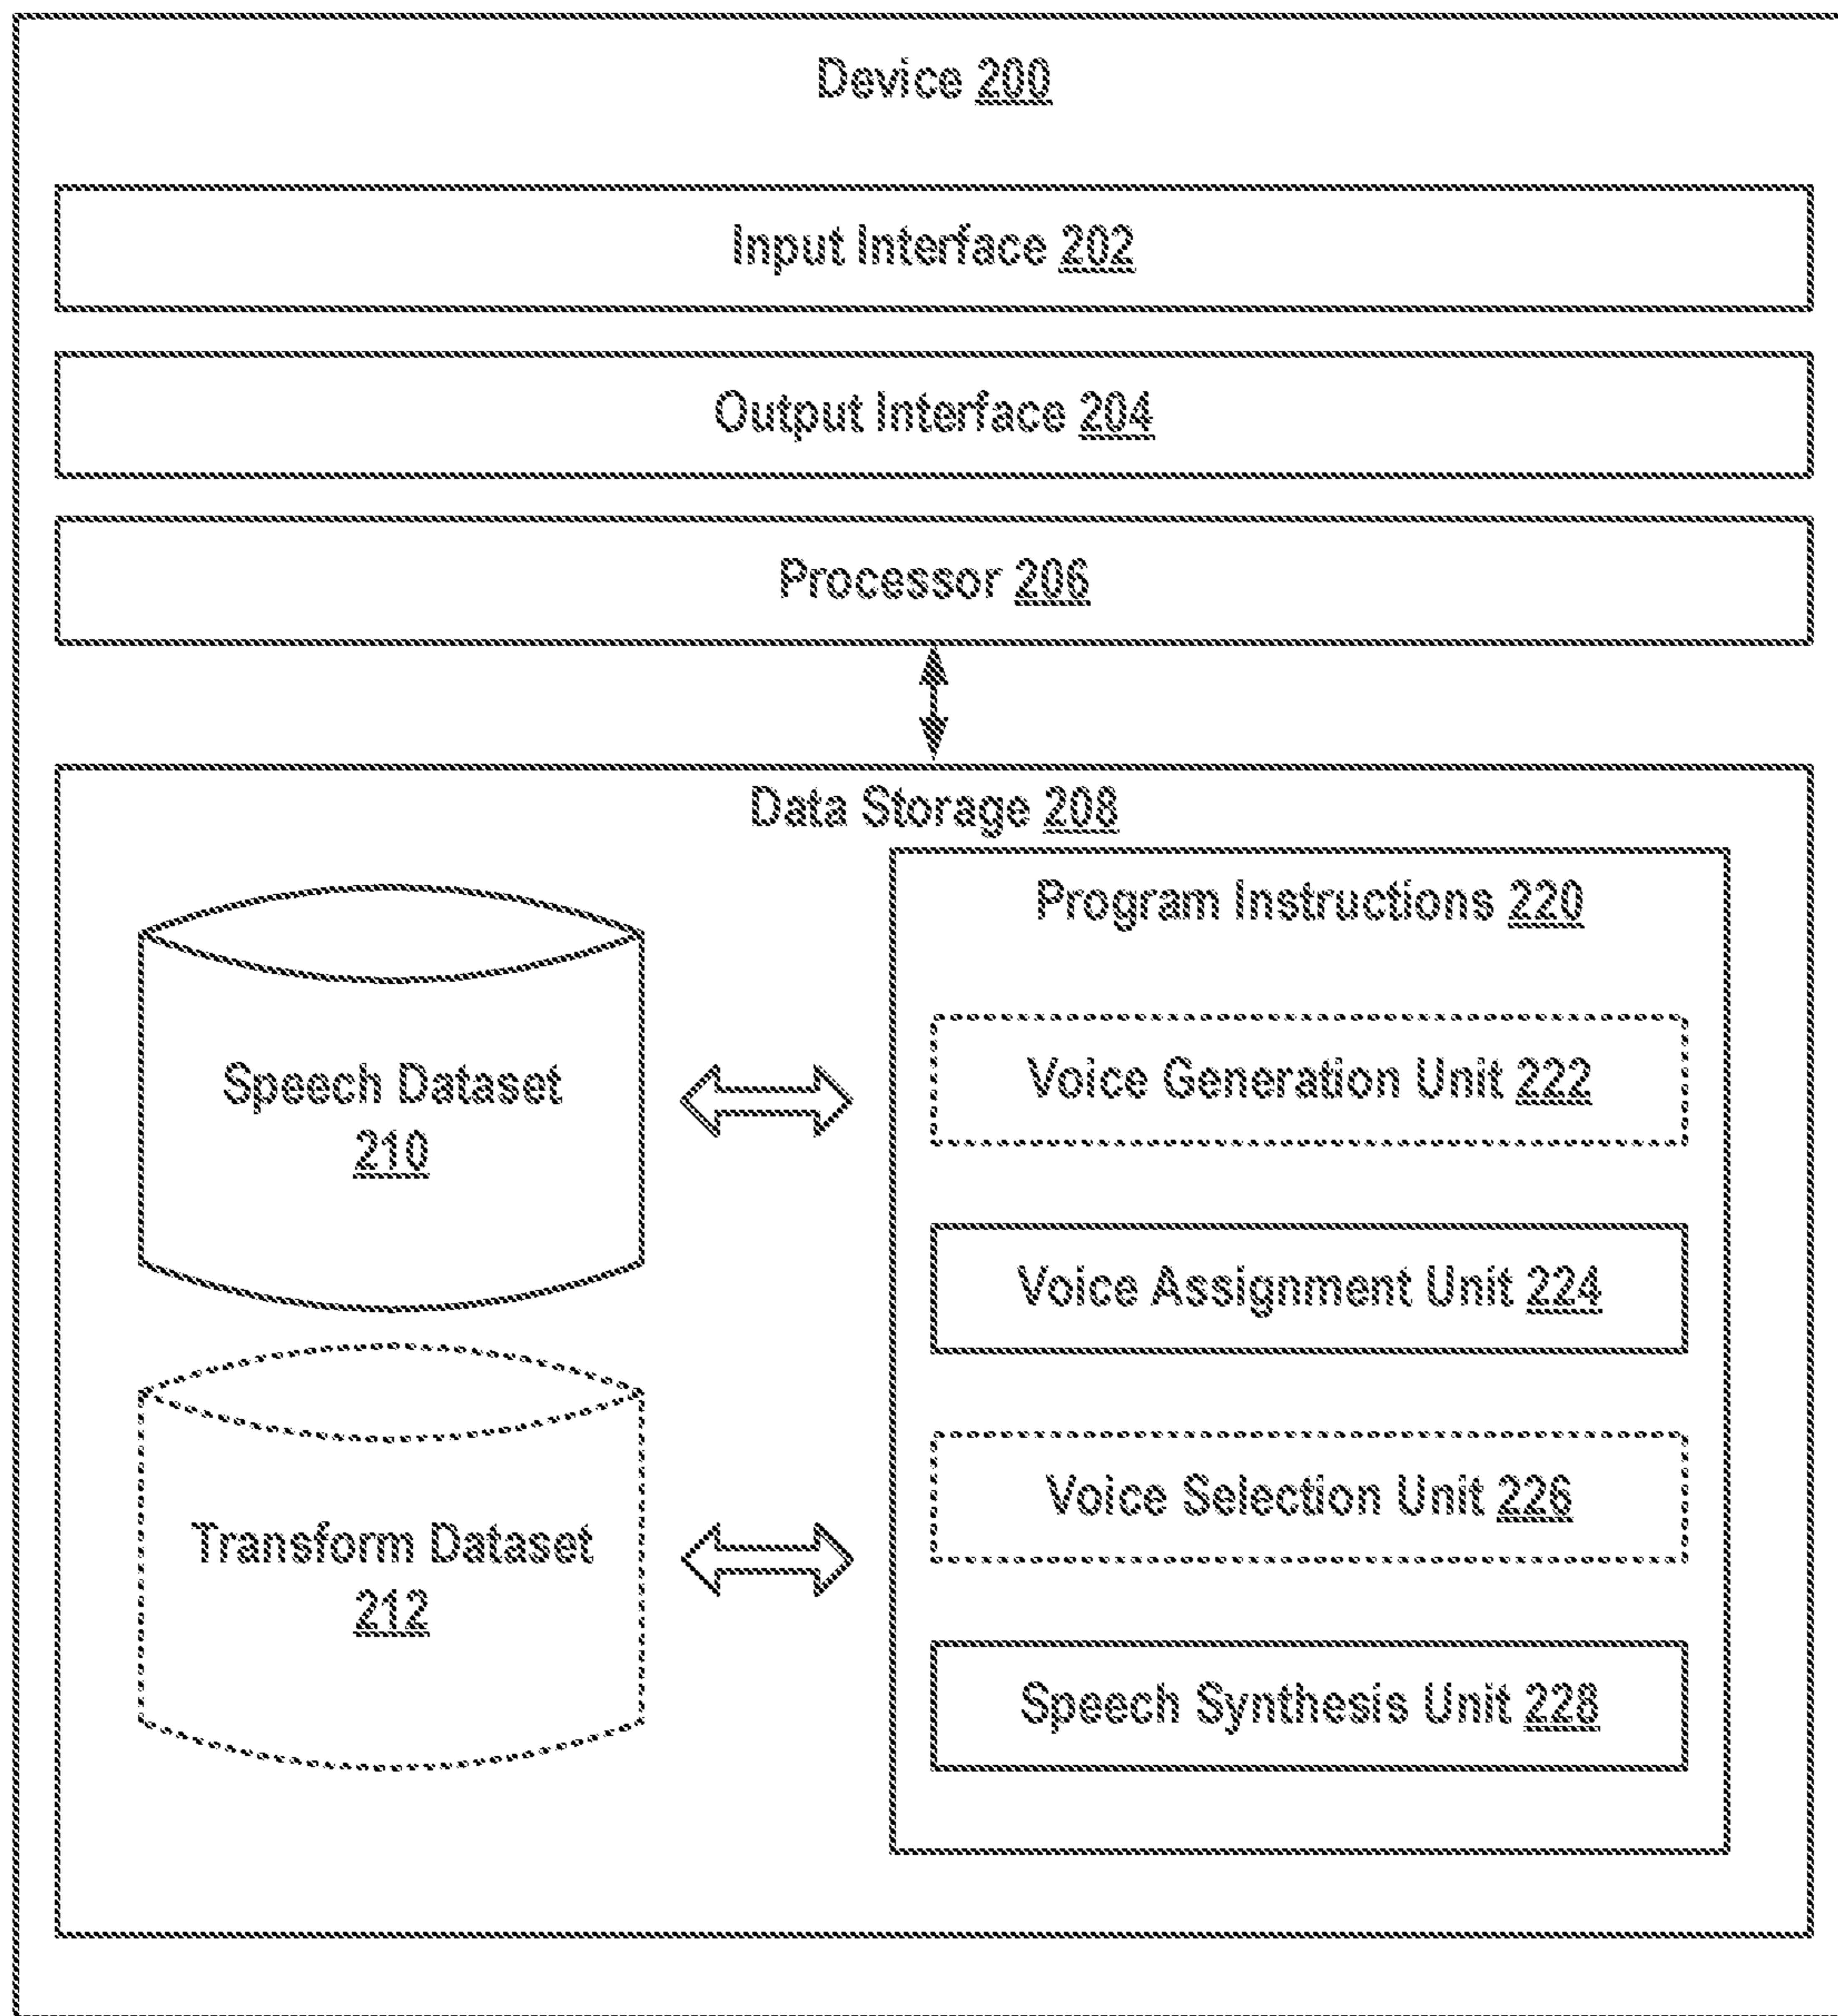 Device 200
Input Interface 202
Output Interface 204
Processor 206
Data Storage 208
Speech Dataset
210
Transform Dataset
212
Program Instructions 220
Voice Generation Unit 222
Voice Assignment Unit 224
Voice Selection Unit 226
Speech Synthesis Unit 228